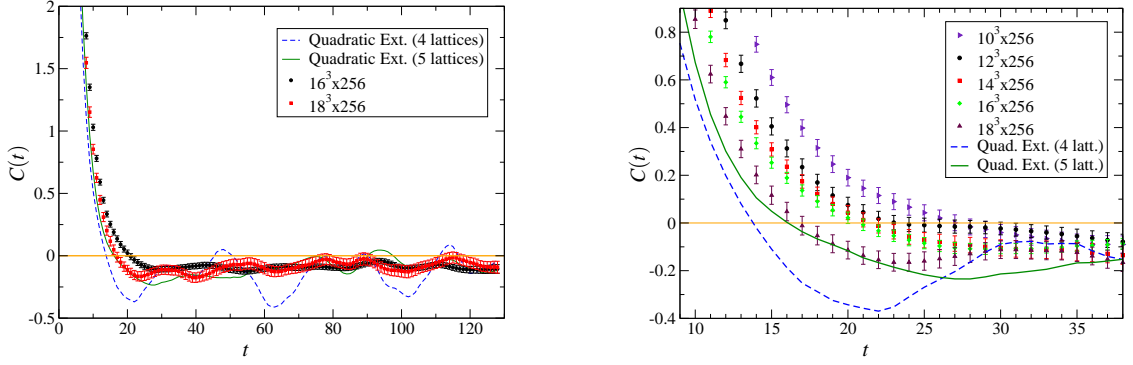 2
1.5
1
0.5
0
-0.5
C(t)
0 20 40 60 80 100 120
t
Quadratic Ext. (4 lattices)
Quadratic Ext. (5 lattices)
16³x256
18³x256
0.8
0.6
0.4
0.2
0
-0.2
-0.4
C(t)
10 15 20 25 30 35
t
10³x256
12³x256
14³x256
16³x256
18³x256
Quad. Ext. (4 latt.)
Quad. Ext. (5 latt.)